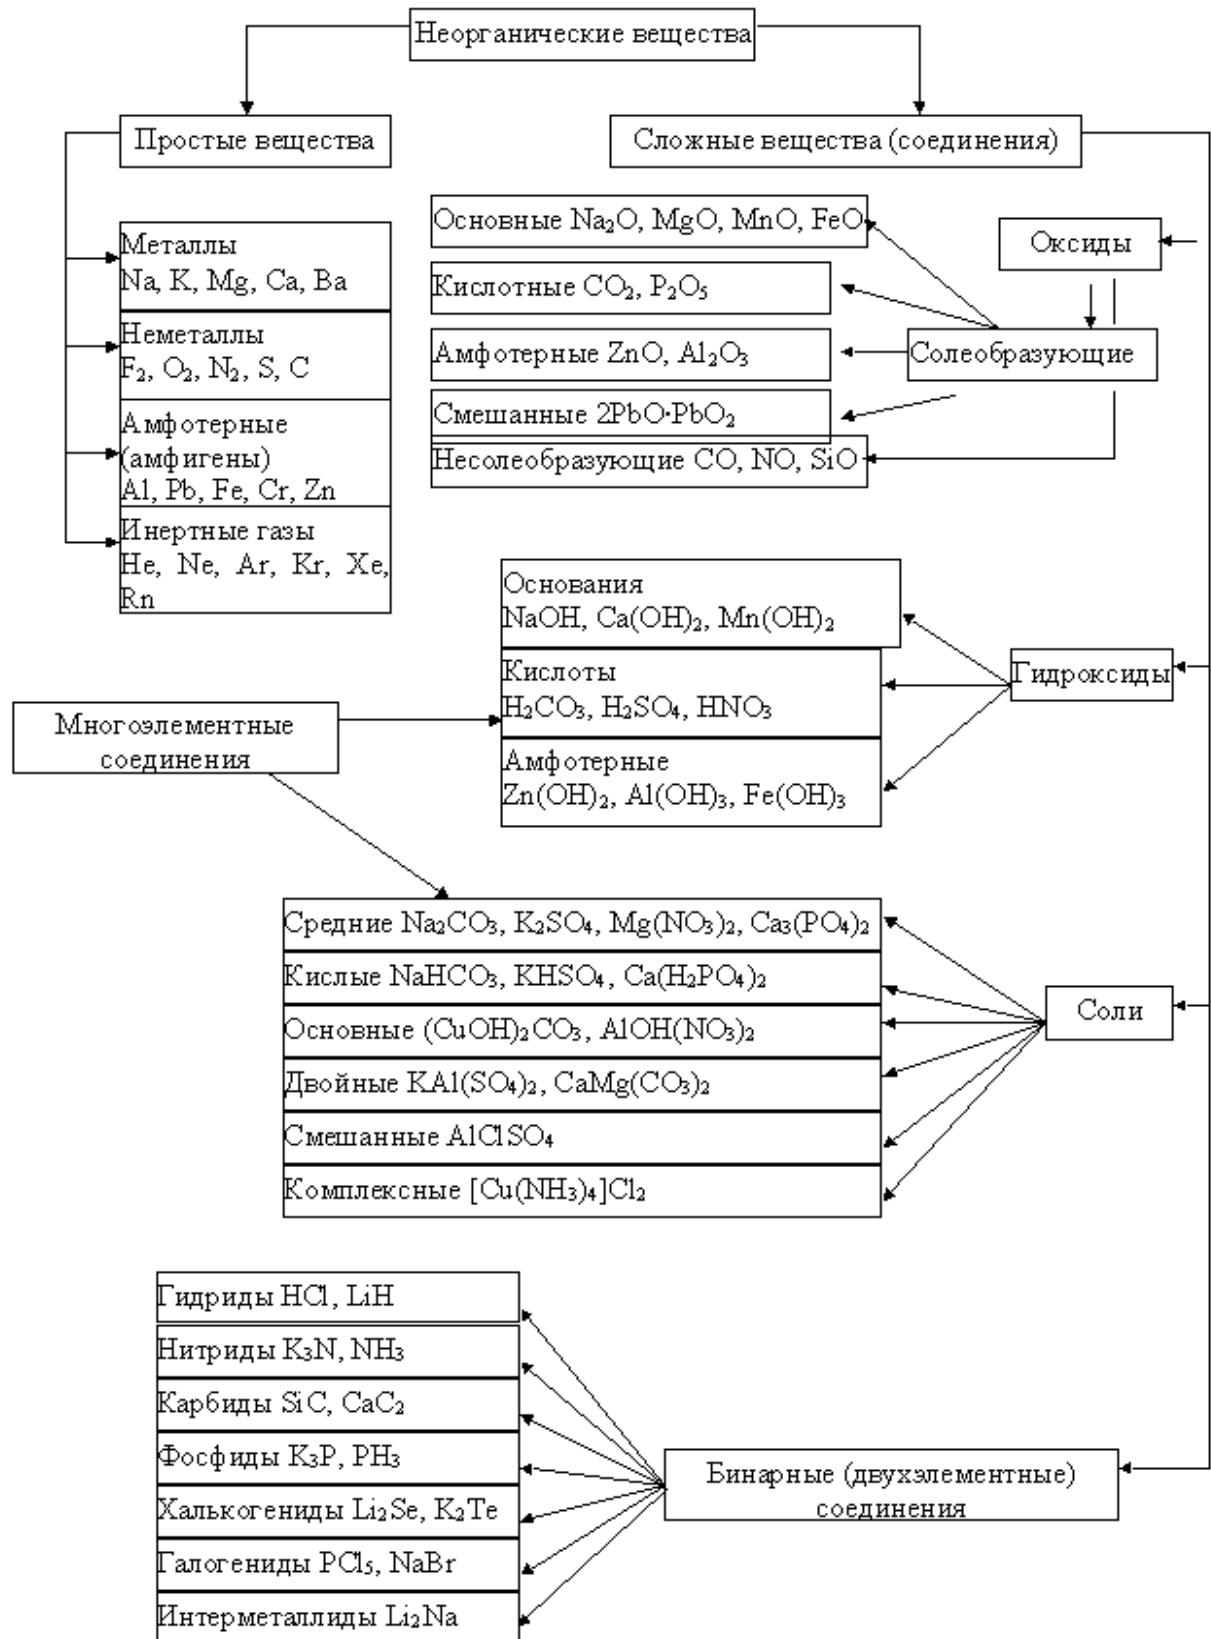 Неорганические вещества
Простые вещества
Сложные вещества (соединения)
Металлы
Na, K, Mg, Ca, Ba
Неметаллы
F₂, O₂, N₂, S, C
Амфотерные
(амфигены)
Al, Pb, Fe, Cr, Zn
Инертные газы
He, Ne, Ar, Kr, Xe,
Rn
Оксиды
Солеобразующие
Основные Na₂O, MgO, MnO, FeO
Кислотные CO₂, P₂O₅
Амфотерные ZnO, Al₂O₃
Смешанные 2PbO·PbO₂
Несолеобразующие CO, NO, SiO
Гидроксиды
Основания
NaOH, Ca(OH)₂, Mn(OH)₂
Кислоты
H₂CO₃, H₂SO₄, HNO₃
Амфотерные
Zn(OH)₂, Al(OH)₃, Fe(OH)₃
Многоэлементные
соединения
Соли
Средние Na₂CO₃, K₂SO₄, Mg(NO₃)₂, Ca₃(PO₄)₂
Кислые NaHCO₃, KHSO₄, Ca(H₂PO₄)₂
Основные (CuOH)₂CO₃, AlOH(NO₃)₂
Двойные KAl(SO₄)₂, CaMg(CO₃)₂
Смешанные AlClSO₄
Комплексные [Cu(NH₃)₄]Cl₂
Бинарные (двухэлементные)
соединения
Гидриды HCl, LiH
Нитриды K₃N, NH₃
Карбиды SiC, CaC₂
Фосфиды K₃P, PH₃
Халькогениды Li₂Se, K₂Te
Галогениды PCl₅, NaBr
Интерметаллиды Li₂Na